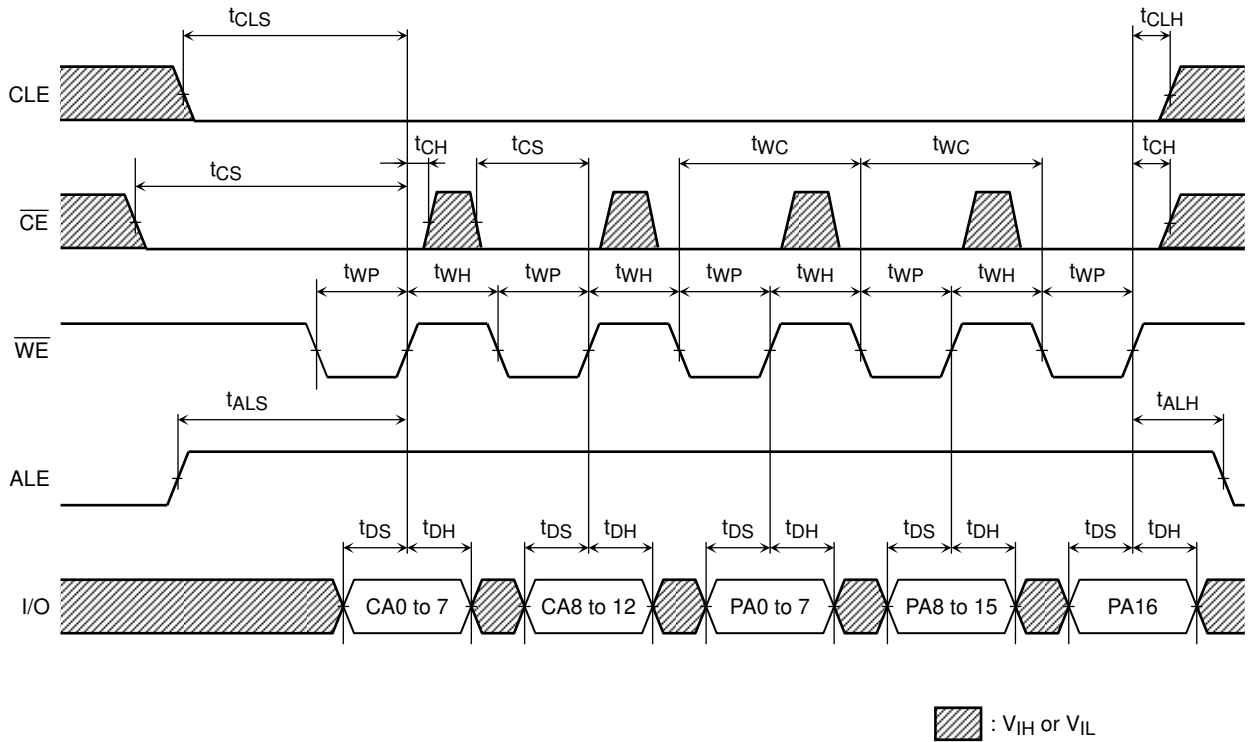 tCLS tCLH
CLE
tCH tCS tWC tWC tCH
tCS
CE
tWP tWH tWP tWH tWP tWH tWP tWH tWP
WE
tALS tALH
ALE
tDS tDH tDS tDH tDS tDH tDS tDH tDS tDH
I/O CA0 to 7 CA8 to 12 PA0 to 7 PA8 to 15 PA16
: VIH or VIL